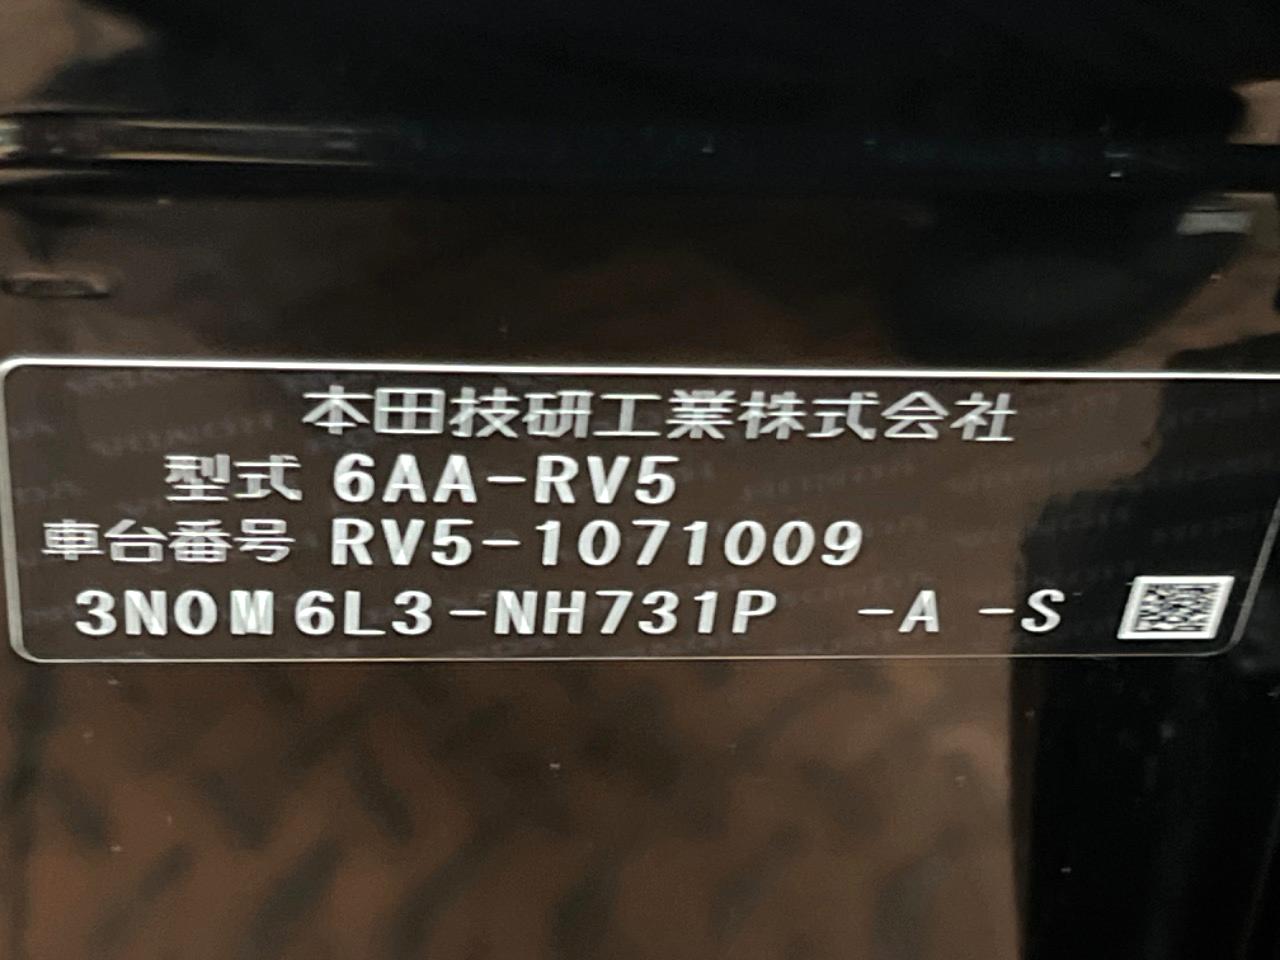 本田技研工業株式会社
型式 6AA-RV5
車台番号 RV5-1071009
3N0M6L3-NH731P -A -S